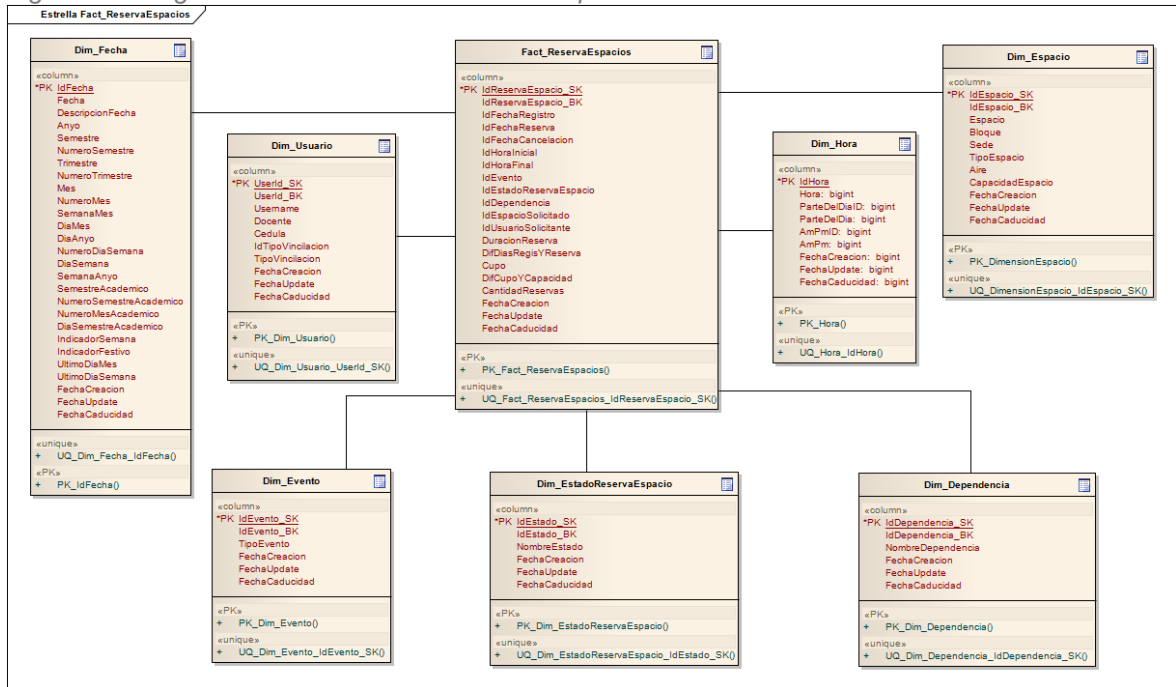 Estrella Fact_ReservaEspacios
Dim_Fecha
«column»
*PK IdFecha
Fecha
DescripcionFecha
Anyo
Semestre
NumeroSemestre
Trimestre
NumeroTrimestre
Mes
NumeroMes
SemanaMes
DiaMes
DiaAnyo
NumeroDiaSemana
DiaSemana
SemanaAnyo
SemestreAcademico
NumeroSemestreAcademico
NumeroMesAcademico
DiaSemestreAcademico
IndicadorSemana
IndicadorFestivo
UltimoDiaMes
UltimoDiaSemana
FechaCreacion
FechaUpdate
FechaCaducidad
«unique»
+ UQ_Dim_Fecha_IdFecha()
«PK»
+ PK_IdFecha()
Dim_Usuario
«column»
*PK UserId_SK
UserId_BK
Username
Docente
Cedula
IdTipoVincilacion
TipoVincilacion
FechaCreacion
FechaUpdate
FechaCaducidad
«PK»
+ PK_Dim_Usuario()
«unique»
+ UQ_Dim_Usuario_UserId_SK()
Fact_ReservaEspacios
«column»
*PK IdReservaEspacio_SK
IdReservaEspacio_BK
IdFechaRegistro
IdFechaReserva
IdFechaCancelacion
IdHoraInicial
IdHoraFinal
IdEvento
IdEstadoReservaEspacio
IdDependencia
IdEspacioSolicitado
IdUsuarioSolicitante
DuracionReserva
DifDiasRegisYReserva
Cupo
DifCupoYCapacidad
CantidadReservas
FechaCreacion
FechaUpdate
FechaCaducidad
«PK»
+ PK_Fact_ReservaEspacios()
«unique»
+ UQ_Fact_ReservaEspacios_IdReservaEspacio_SK()
Dim_Hora
«column»
*PK IdHora
Hora: bigint
ParteDelDiaID: bigint
ParteDelDia: bigint
AmPmID: bigint
AmPm: bigint
FechaCreacion: bigint
FechaUpdate: bigint
FechaCaducidad: bigint
«PK»
+ PK_Hora()
«unique»
+ UQ_Hora_IdHora()
Dim_Espacio
«column»
*PK IdEspacio_SK
IdEspacio_BK
Espacio
Bloque
Sede
TipoEspacio
Aire
CapacidadEspacio
FechaCreacion
FechaUpdate
FechaCaducidad
«PK»
+ PK_DimensionEspacio()
«unique»
+ UQ_DimensionEspacio_IdEspacio_SK()
Dim_Evento
«column»
*PK IdEvento_SK
IdEvento_BK
TipoEvento
FechaCreacion
FechaUpdate
FechaCaducidad
«PK»
+ PK_Dim_Evento()
«unique»
+ UQ_Dim_Evento_IdEvento_SK()
Dim_EstadoReservaEspacio
«column»
*PK IdEstado_SK
IdEstado_BK
NombreEstado
FechaCreacion
FechaUpdate
FechaCaducidad
«PK»
+ PK_Dim_EstadoReservaEspacio()
«unique»
+ UQ_Dim_EstadoReservaEspacio_IdEstado_SK()
Dim_Dependencia
«column»
*PK IdDependencia_SK
IdDependencia_BK
NombreDependencia
FechaCreacion
FechaUpdate
FechaCaducidad
«PK»
+ PK_Dim_Dependencia()
«unique»
+ UQ_Dim_Dependencia_IdDependencia_SK()